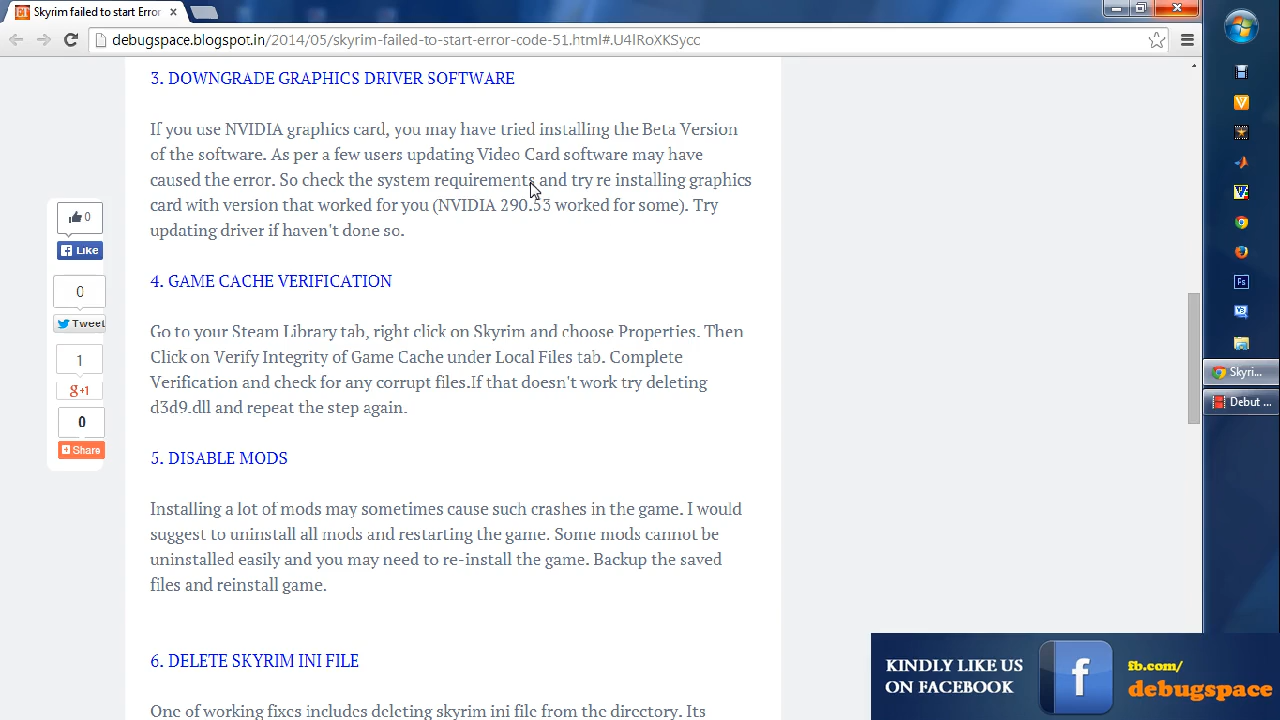 Skyrim failed to start Error
debugspace.blogspot.in/2014/05/skyrim-failed-to-start-error-code-51.html#.U4lRoXKSycc
3. DOWNGRADE GRAPHICS DRIVER SOFTWARE
If you use NVIDIA graphics card, you may have tried installing the Beta Version
of the software. As per a few users updating Video Card software may have
caused the error. So check the system requirements and try re installing graphics
card with version that worked for you (NVIDIA 290.53 worked for some). Try
updating driver if haven't done so.
4. GAME CACHE VERIFICATION
Go to your Steam Library tab, right click on Skyrim and choose Properties. Then
Click on Verify Integrity of Game Cache under Local Files tab. Complete
Verification and check for any corrupt files.If that doesn't work try deleting
d3d9.dll and repeat the step again.
5. DISABLE MODS
Installing a lot of mods may sometimes cause such crashes in the game. I would
suggest to uninstall all mods and restarting the game. Some mods cannot be
uninstalled easily and you may need to re-install the game. Backup the saved
files and reinstall game.
6. DELETE SKYRIM INI FILE
One of working fixes includes deleting skyrim ini file from the directory. Its
0
Like
0
Tweet
1
g+1
0
Share
Ps
Skyri...
Debut ...
KINDLY LIKE US
ON FACEBOOK
f
fb.com/
debugspace